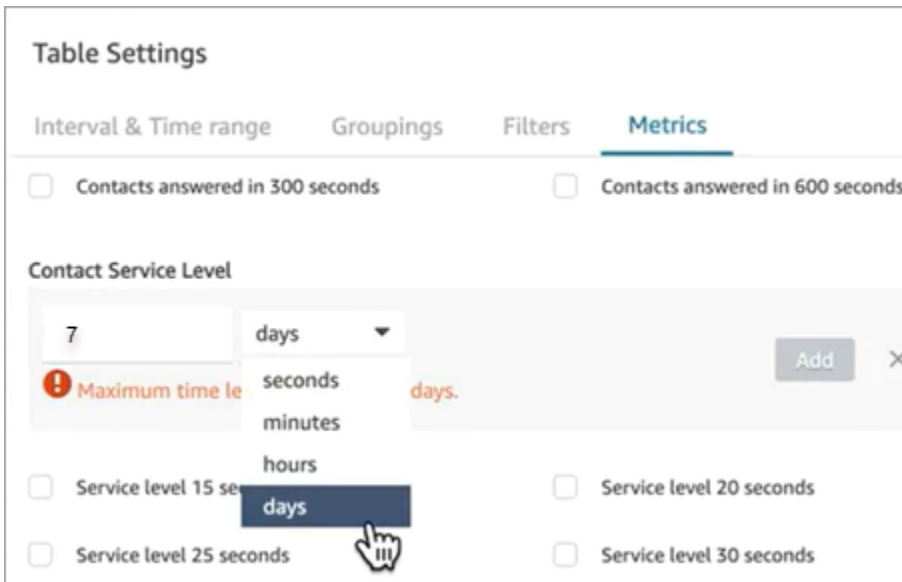 Table Settings
Interval & Time range Groupings Filters Metrics
Contacts answered in 300 seconds Contacts answered in 600 seconds
Contact Service Level
7 days Add
Maximum time le days.
seconds
minutes
hours
days
Service level 15 se Service level 20 seconds
Service level 25 seconds Service level 30 seconds